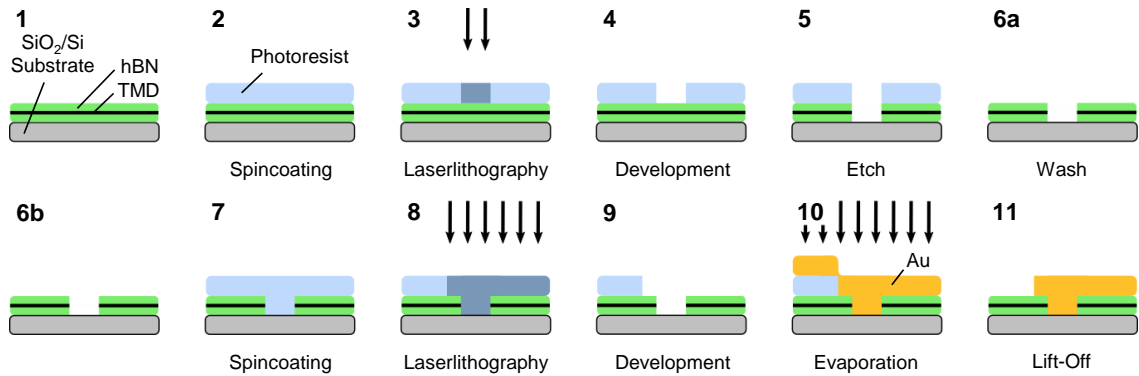 1
2
3
4
5
6a
SiO₂/Si
Substrate
hBN
TMD
Photoresist
Spincoating
Laserlithography
Development
Etch
Wash
6b
7
8
9
10
11
Au
Spincoating
Laserlithography
Development
Evaporation
Lift-Off